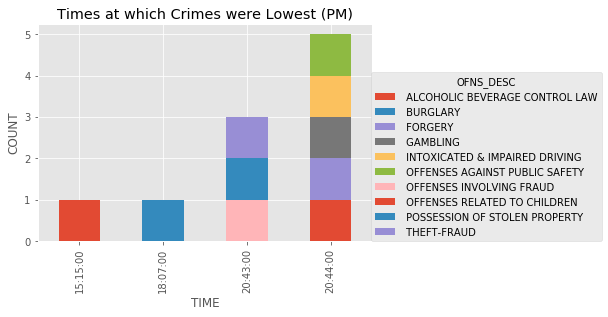 Times at which Crimes were Lowest (PM)
COUNT
5
4
3
2
1
0
15:15:00
18:07:00
20:43:00
20:44:00
TIME
OFNS_DESC
ALCOHOLIC BEVERAGE CONTROL LAW
BURGLARY
FORGERY
GAMBLING
INTOXICATED & IMPAIRED DRIVING
OFFENSES AGAINST PUBLIC SAFETY
OFFENSES INVOLVING FRAUD
OFFENSES RELATED TO CHILDREN
POSSESSION OF STOLEN PROPERTY
THEFT-FRAUD